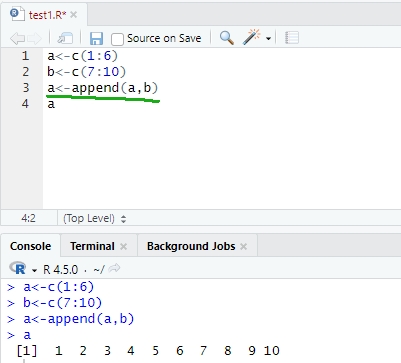 test1.R*
Source on Save
1 a<-c(1:6)
2 b<-c(7:10)
3 a<-append(a,b)
4 a
4:2 (Top Level)
Console Terminal Background Jobs
R R 4.5.0 · ~/
> a<-c(1:6)
> b<-c(7:10)
> a<-append(a,b)
> a
[1] 1 2 3 4 5 6 7 8 9 10